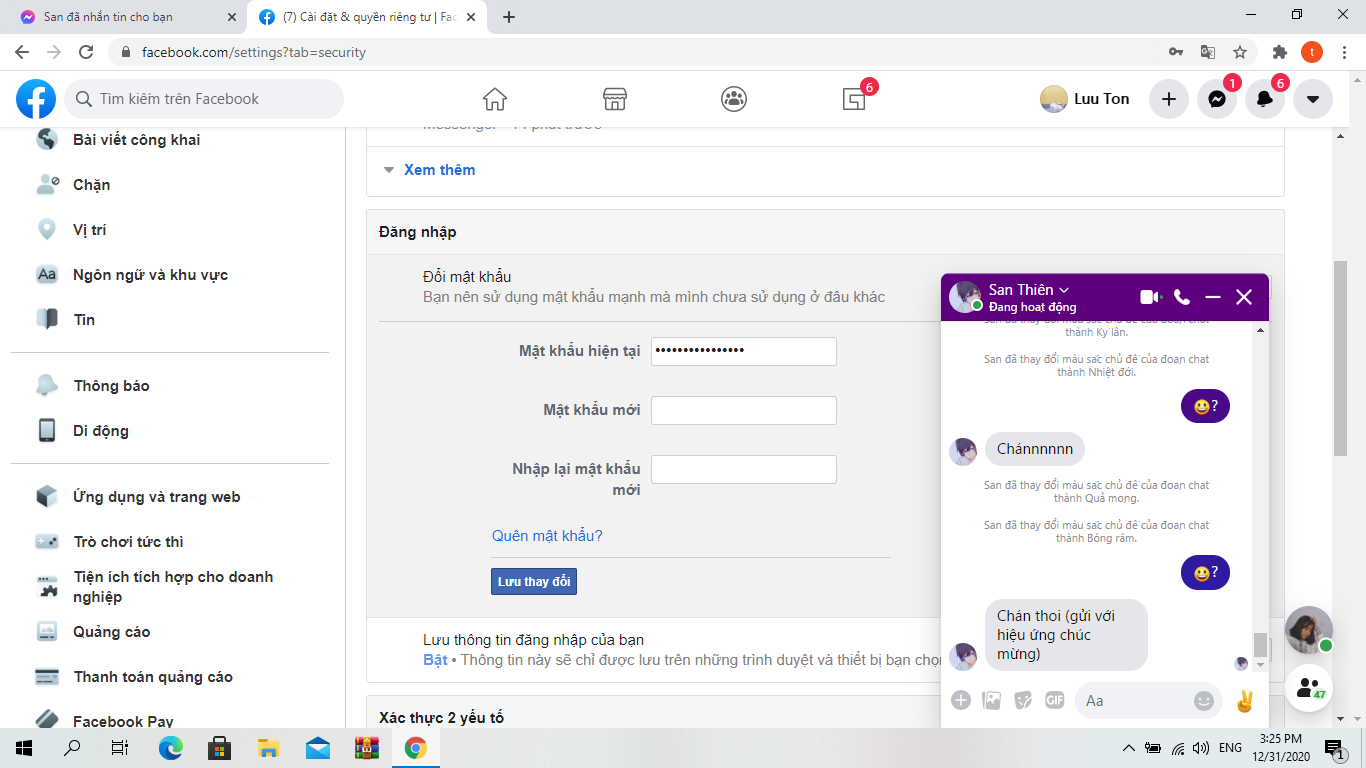 San đã nhắn tin cho bạn
(7) Cài đặt & quyền riêng tư | Fac
facebook.com/settings?tab=security
t
Tìm kiếm trên Facebook
6
Luu Ton
1
6
Bài viết công khai
Chặn
Vị trí
Aa
Ngôn ngữ và khu vực
Tin
Thông báo
Di động
Ứng dụng và trang web
Trò chơi tức thì
Tiện ích tích hợp cho doanh
nghiệp
Quảng cáo
Thanh toán quảng cáo
Facebook Pay
Xem thêm
Đăng nhập
Đổi mật khẩu
Bạn nên sử dụng mật khẩu mạnh mà mình chưa sử dụng ở đâu khác
Mật khẩu hiện tại ••••••••••••••••
Mật khẩu mới
Nhập lại mật khẩu
mới
Quên mật khẩu?
Lưu thay đổi
Lưu thông tin đăng nhập của bạn
Bật • Thông tin này sẽ chỉ được lưu trên những trình duyệt và thiết bị bạn chọn
Xác thực 2 yếu tố
San Thiên
Đang hoạt động
San đã thay đổi màu sắc chủ đề của đoạn chat
thành Kỳ lân.
San đã thay đổi màu sắc chủ đề của đoạn chat
thành Nhiệt đới.
😀?
Chánnnnnn
San đã thay đổi màu sắc chủ đề của đoạn chat
thành Quả mọng.
San đã thay đổi màu sắc chủ đề của đoạn chat
thành Bóng râm.
😀?
Chán thoi (gửi với
hiệu ứng chúc
mừng)
GIF
Aa
47
ENG
3:25 PM
12/31/2020
1